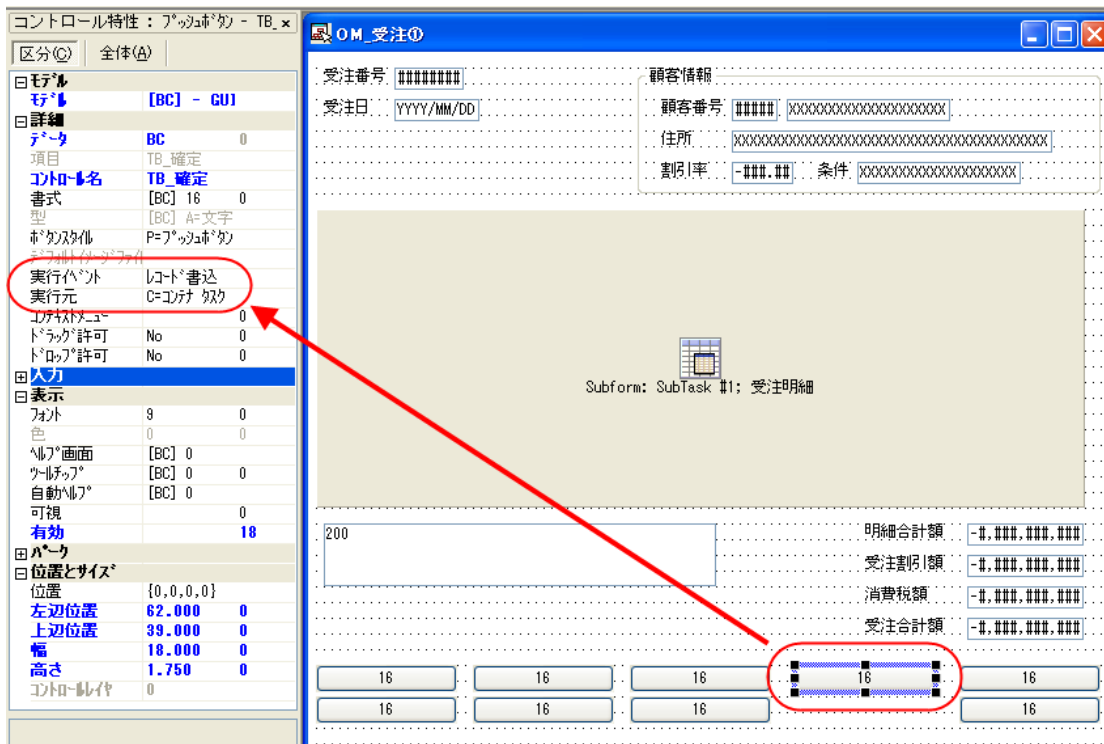 コントロール特性 : プッシュボタン - TB_
区分(C) 全体(A)
モデル
モデル [BC] - GUI
詳細
データ BC 0
項目 TB_確定
コントロール名 TB_確定
書式 [BC] 16 0
型 [BC] A=文字
ボタンスタイル P=プッシュボタン
デフォルトイメージファイ
実行イベント レコード書込
実行元 C=コンテナ タスク
コンテキストメニュー 0
ドラッグ許可 No 0
ドロップ許可 No 0
入力
表示
フォント 9 0
色 0 0
ヘルプ画面 [BC] 0
ツールチップ [BC] 0 0
自動ヘルプ [BC] 0
可視 0
有効 18
パーク
位置とサイズ
位置 {0,0,0,0}
左辺位置 62.000 0
上辺位置 39.000 0
幅 18.000 0
高さ 1.750 0
コントロールレイヤ 0
OM_受注①
受注番号 ########
受注日 YYYY/MM/DD
顧客情報
顧客番号 ##### XXXXXXXXXXXXXXXXXXXX
住所 XXXXXXXXXXXXXXXXXXXXXXXXXXXXXXXXXXXXXXXX
割引率 -###.## 条件 XXXXXXXXXXXXXXXXXXXX
Subform: SubTask #1; 受注明細
200
明細合計額 -#,###,###,###
受注割引額 -#,###,###,###
消費税額 -#,###,###,###
受注合計額 -#,###,###,###
16 16 16 16 16
16 16 16 16